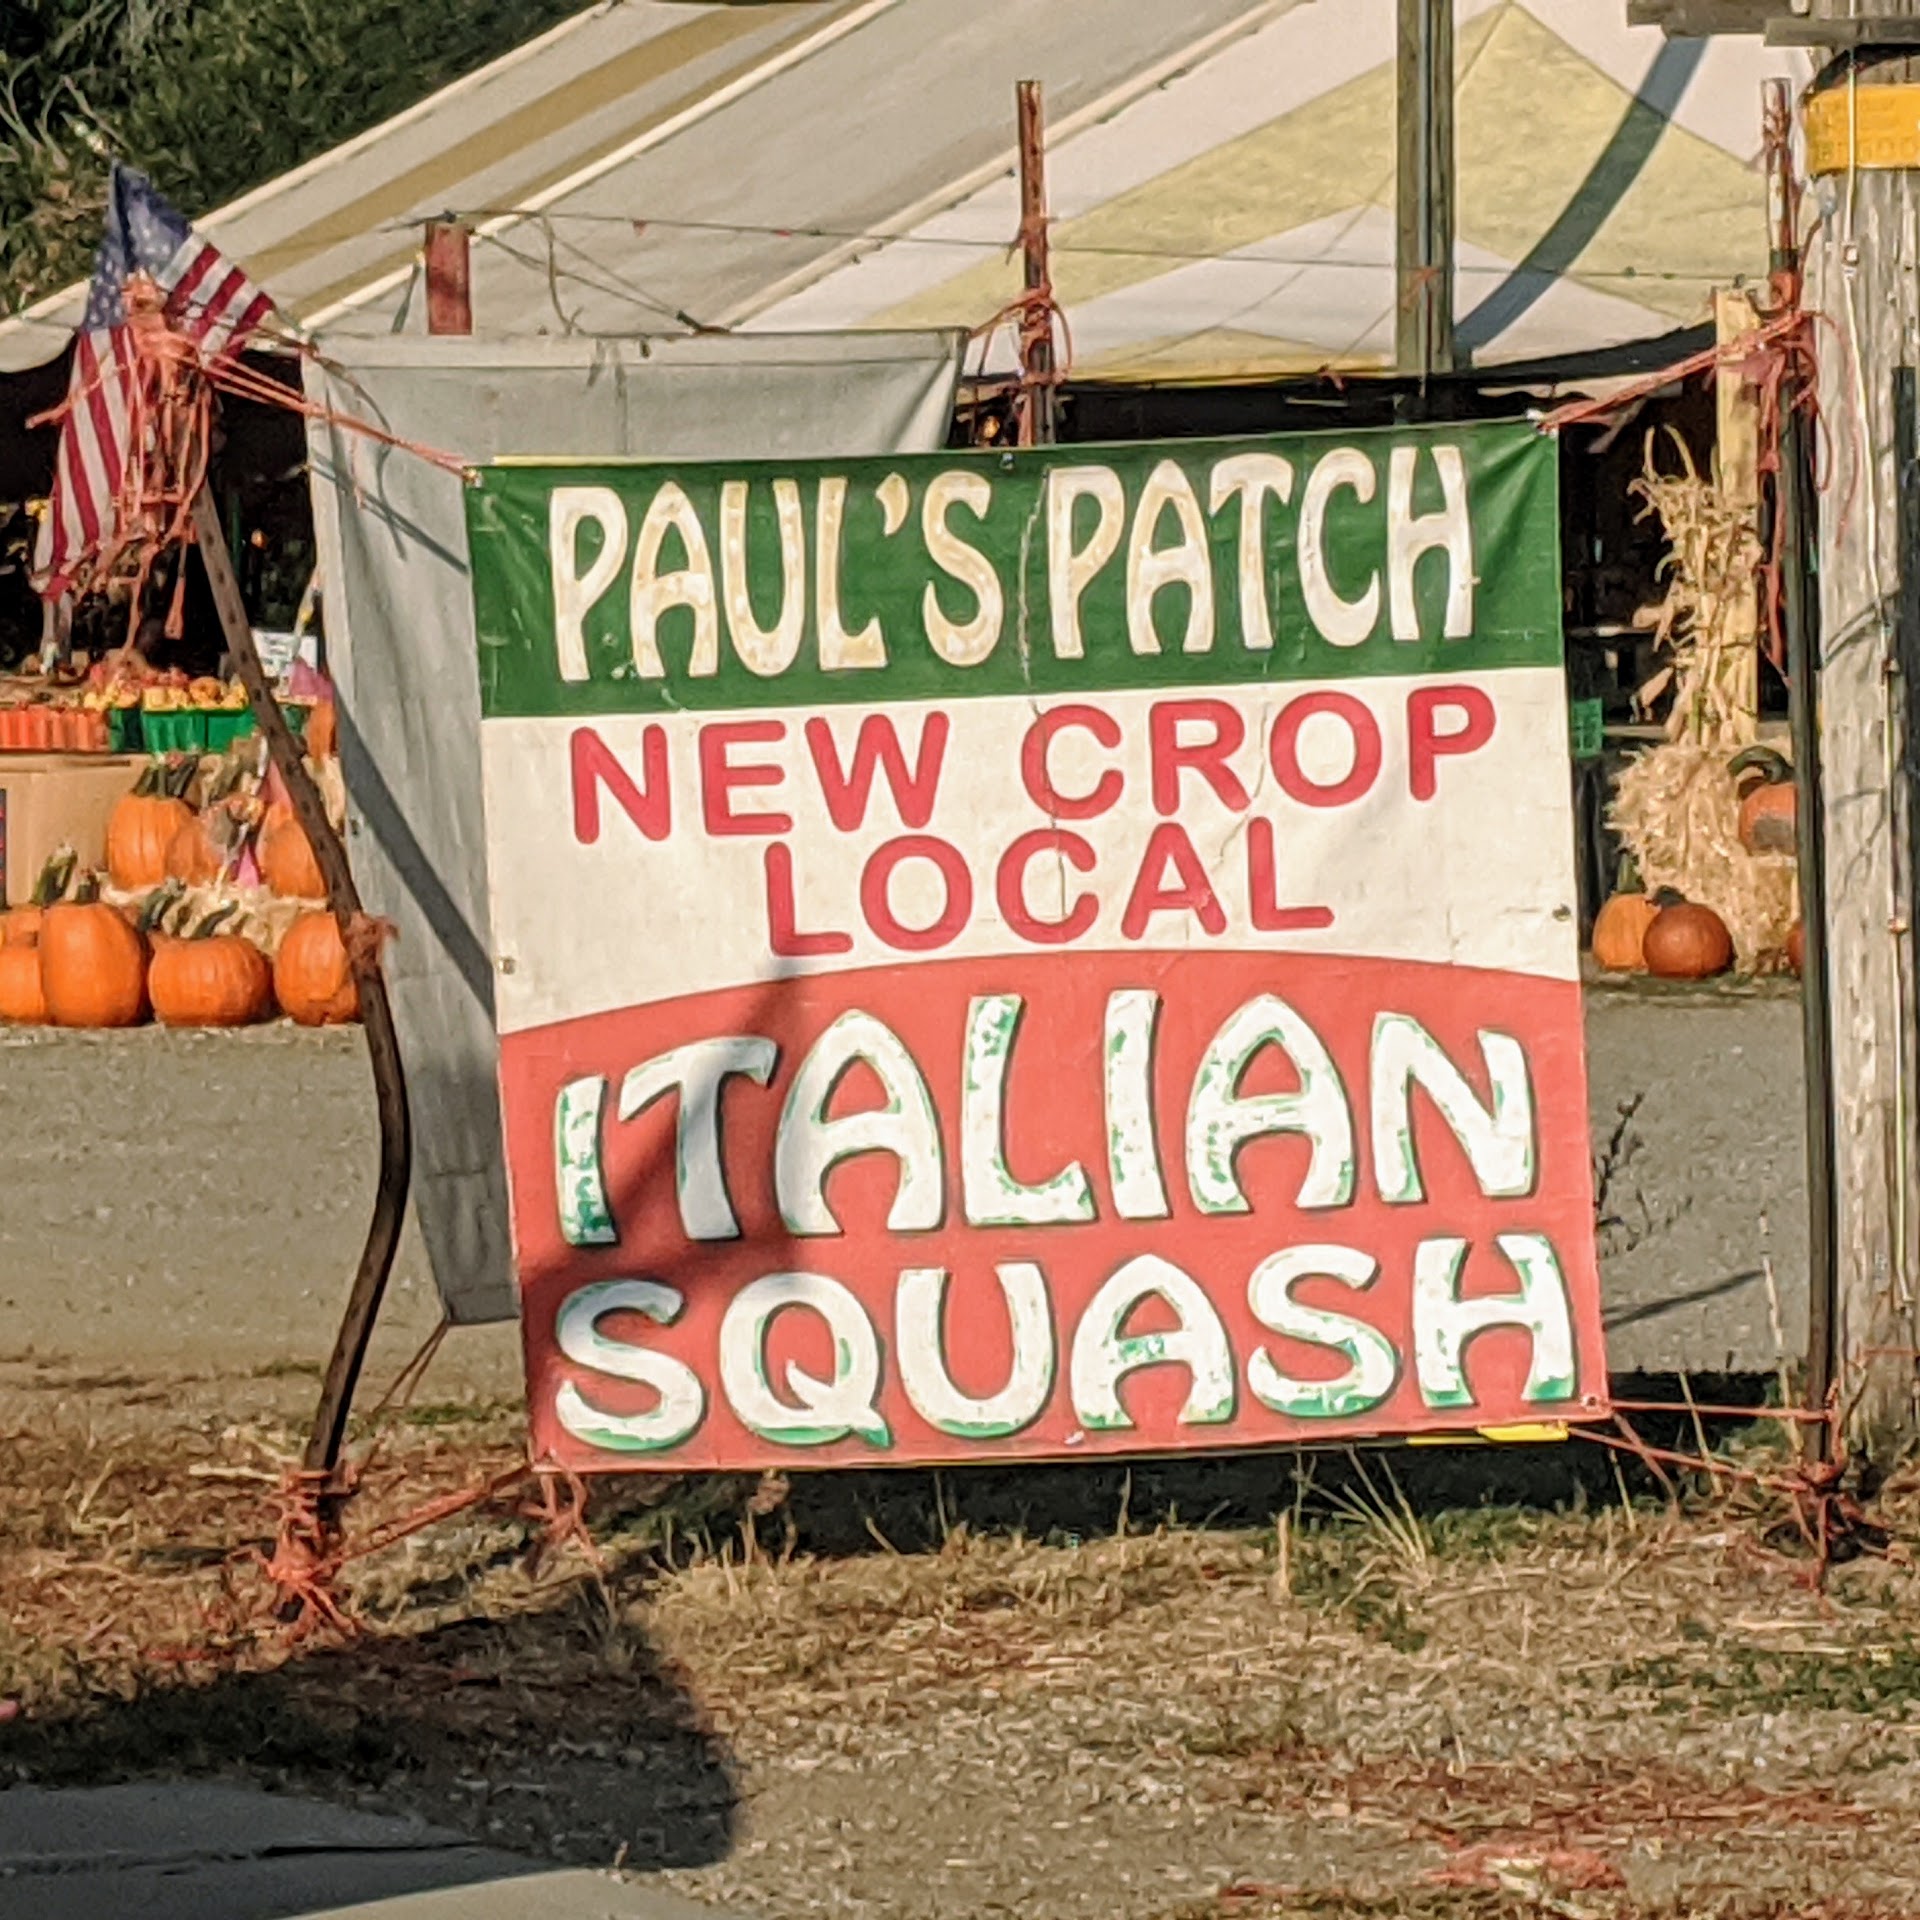 PAUL'S PATCH
NEW CROP
LOCAL
ITALIAN
SQUASH